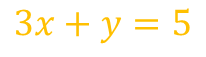 3x + y = 5